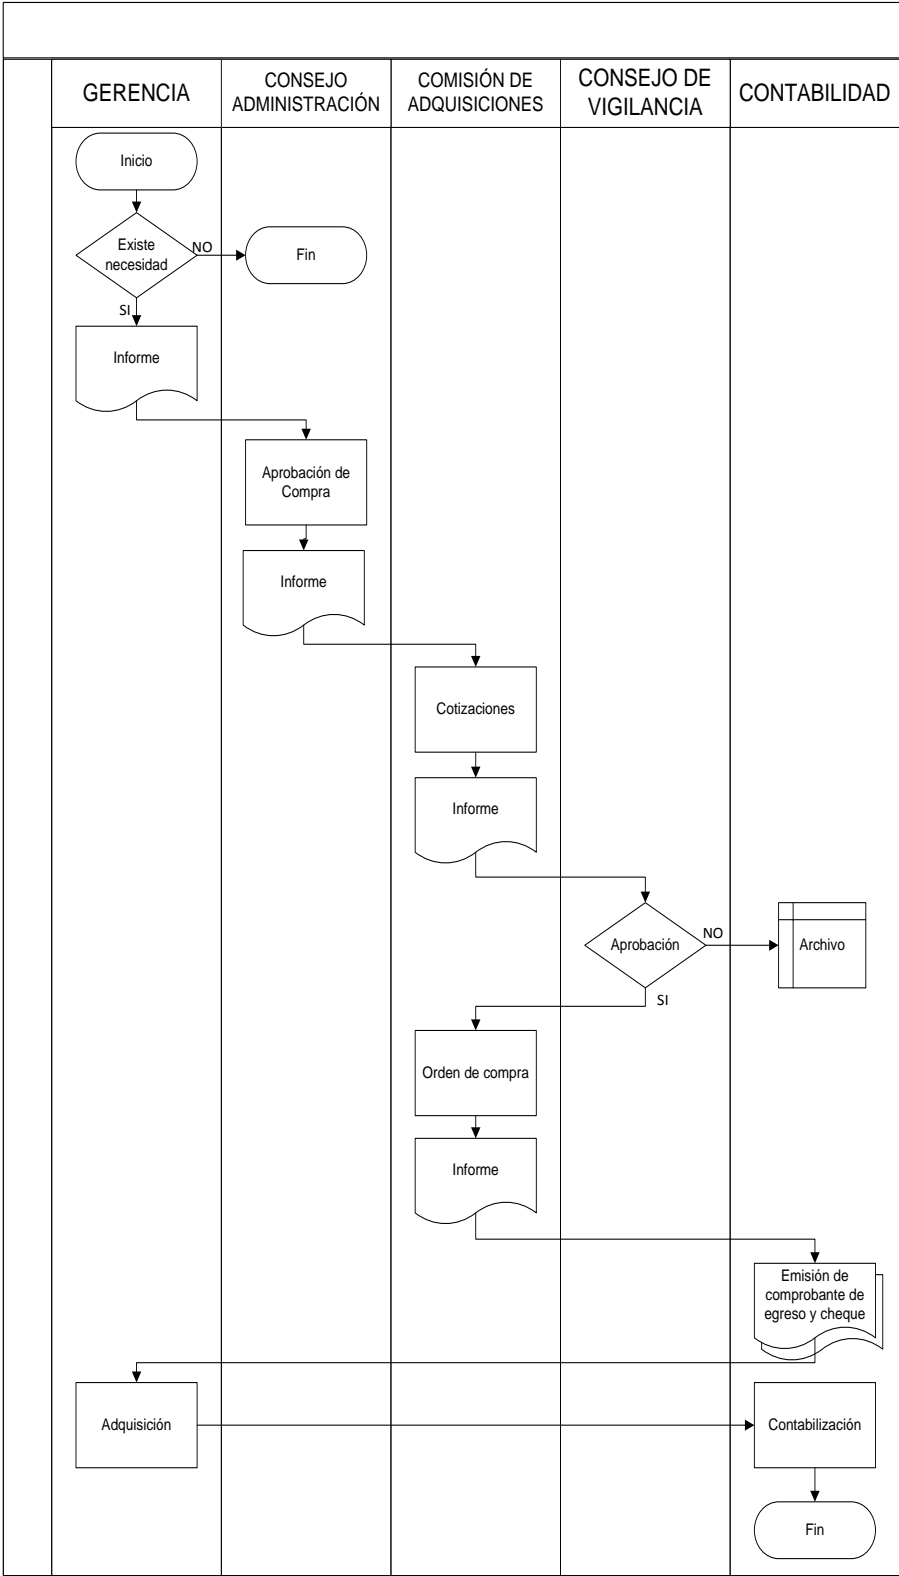 GERENCIA
CONSEJO
ADMINISTRACIÓN
COMISIÓN DE
ADQUISICIONES
CONSEJO DE
VIGILANCIA
CONTABILIDAD
Inicio
Existe
necesidad
NO
Fin
SI
Informe
Aprobación de
Compra
Informe
Cotizaciones
Informe
Aprobación
NO
Archivo
SI
Orden de compra
Informe
Emisión de
comprobante de
egreso y cheque
Adquisición
Contabilización
Fin